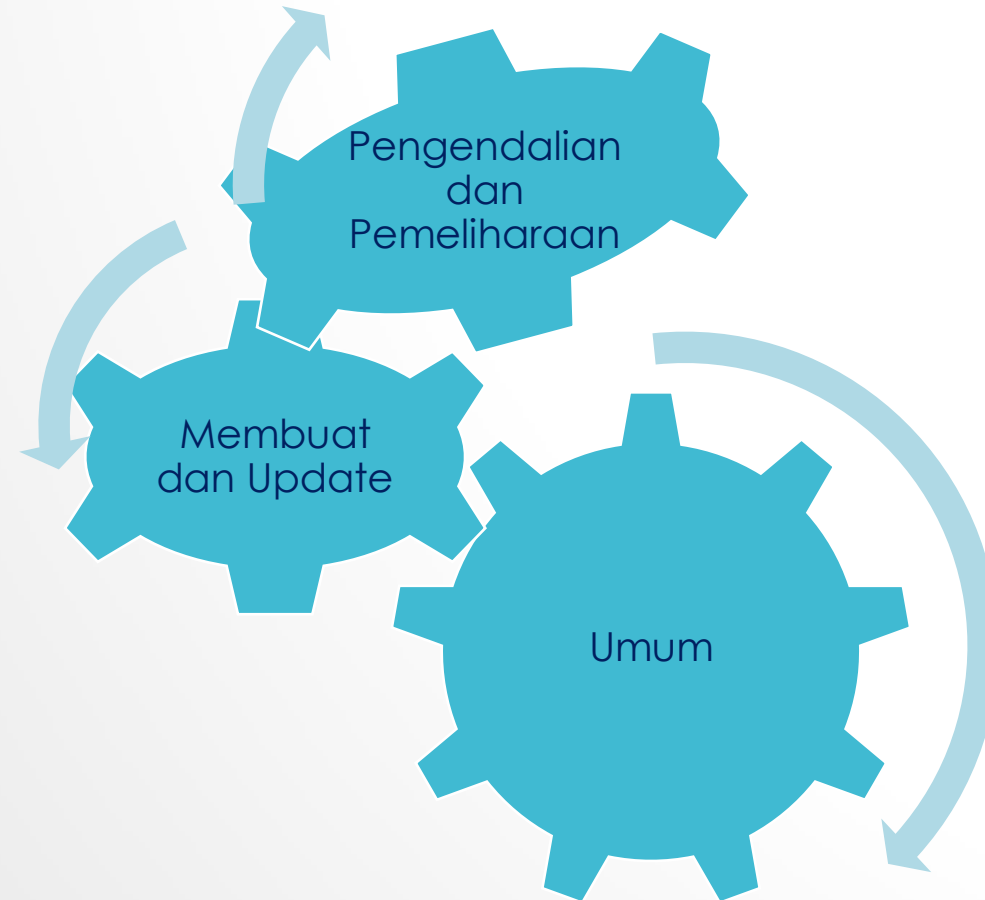 Pengendalian
dan
Pemeliharaan
Membuat
dan Update
Umum